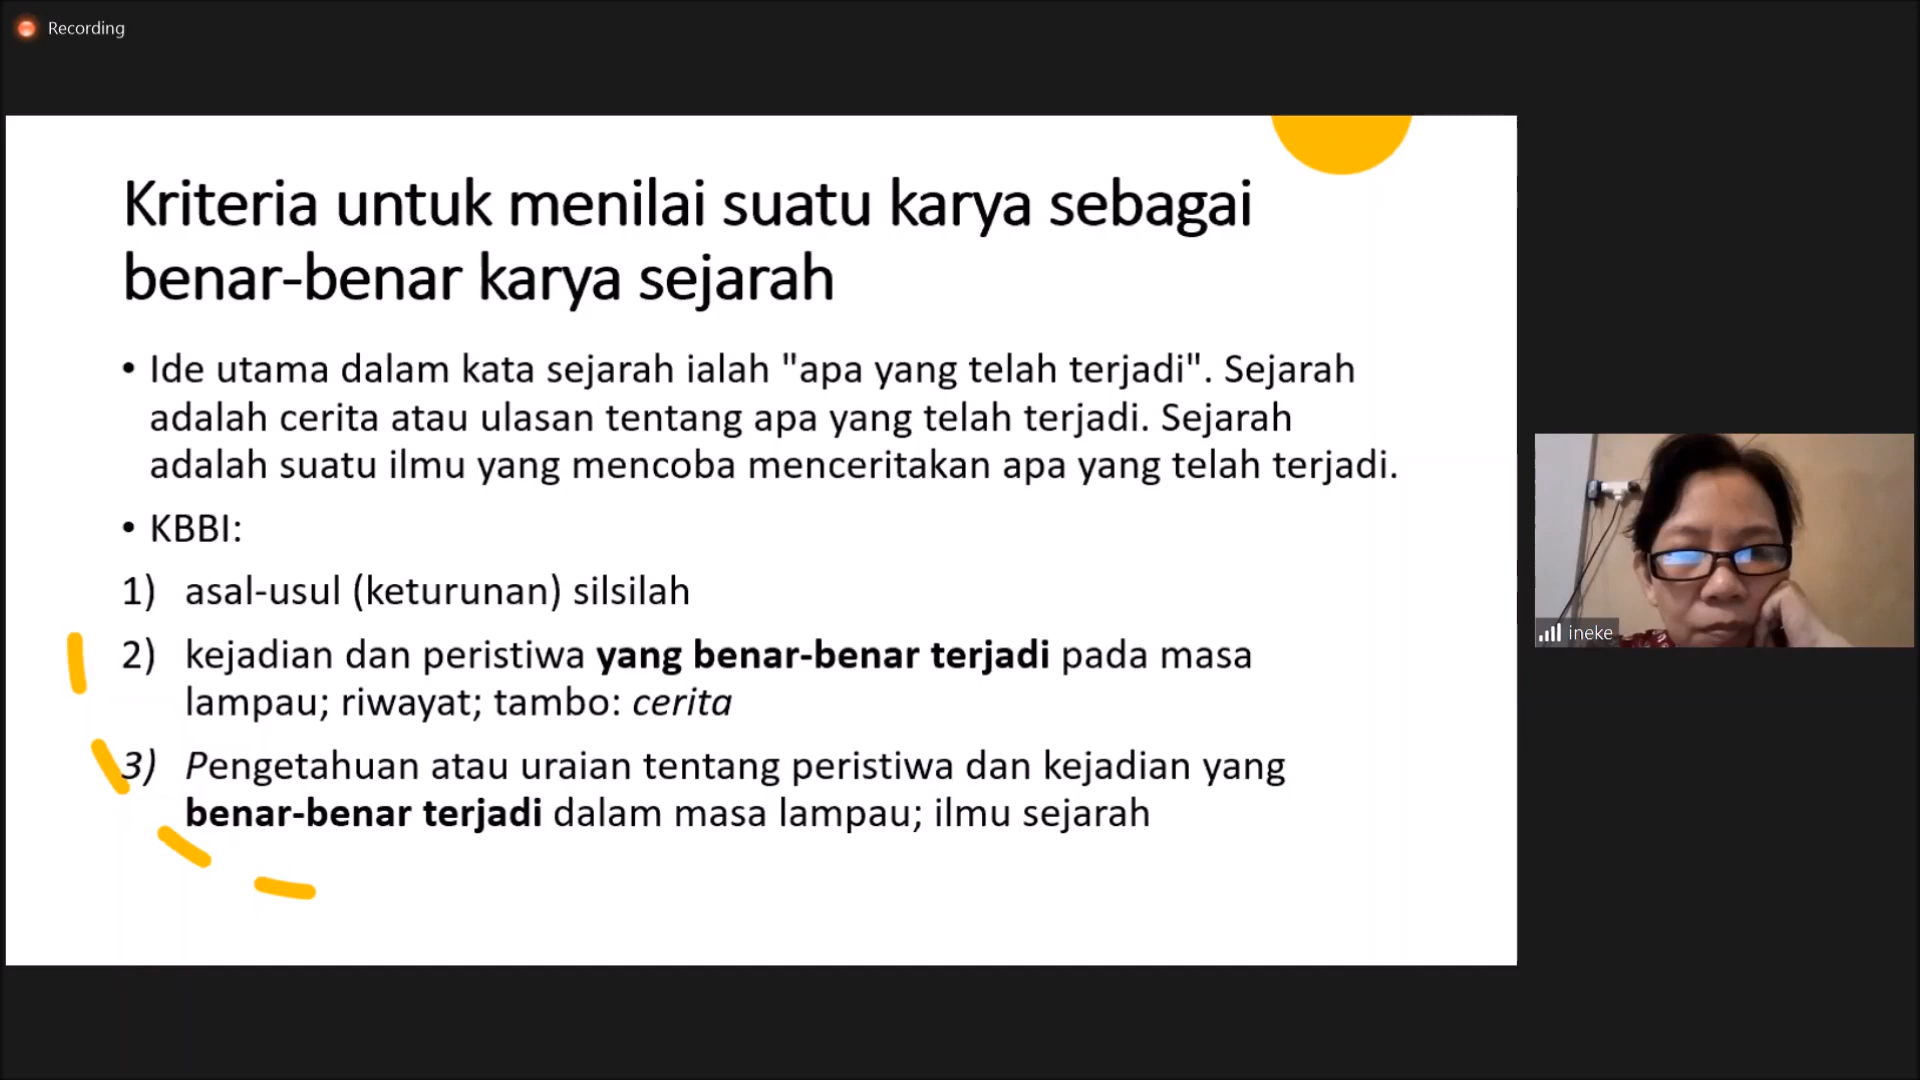 Recording
Kriteria untuk menilai suatu karya sebagai
benar-benar karya sejarah
• Ide utama dalam kata sejarah ialah "apa yang telah terjadi". Sejarah
adalah cerita atau ulasan tentang apa yang telah terjadi. Sejarah
adalah suatu ilmu yang mencoba menceritakan apa yang telah terjadi.
• KBBI:
1) asal-usul (keturunan) silsilah
2) kejadian dan peristiwa yang benar-benar terjadi pada masa
lampau; riwayat; tambo: cerita
3) Pengetahuan atau uraian tentang peristiwa dan kejadian yang
benar-benar terjadi dalam masa lampau; ilmu sejarah
ineke